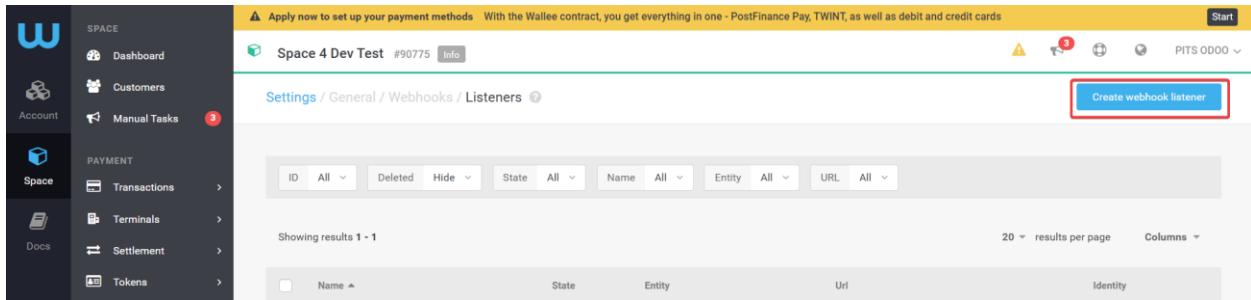 Apply now to set up your payment methods With the Wallee contract, you get everything in one - PostFinance Pay, TWINT, as well as debit and credit cards Start
Space 4 Dev Test #90775 Info 3 PITS ODOO
Settings / General / Webhooks / Listeners Create webhook listener
Account
Space
Docs
SPACE
Dashboard
Customers
Manual Tasks 3
PAYMENT
Transactions
Terminals
Settlement
Tokens
ID All Deleted Hide State All Name All Entity All URL All
Showing results 1 - 1 20 results per page Columns
Name State Entity Url Identity